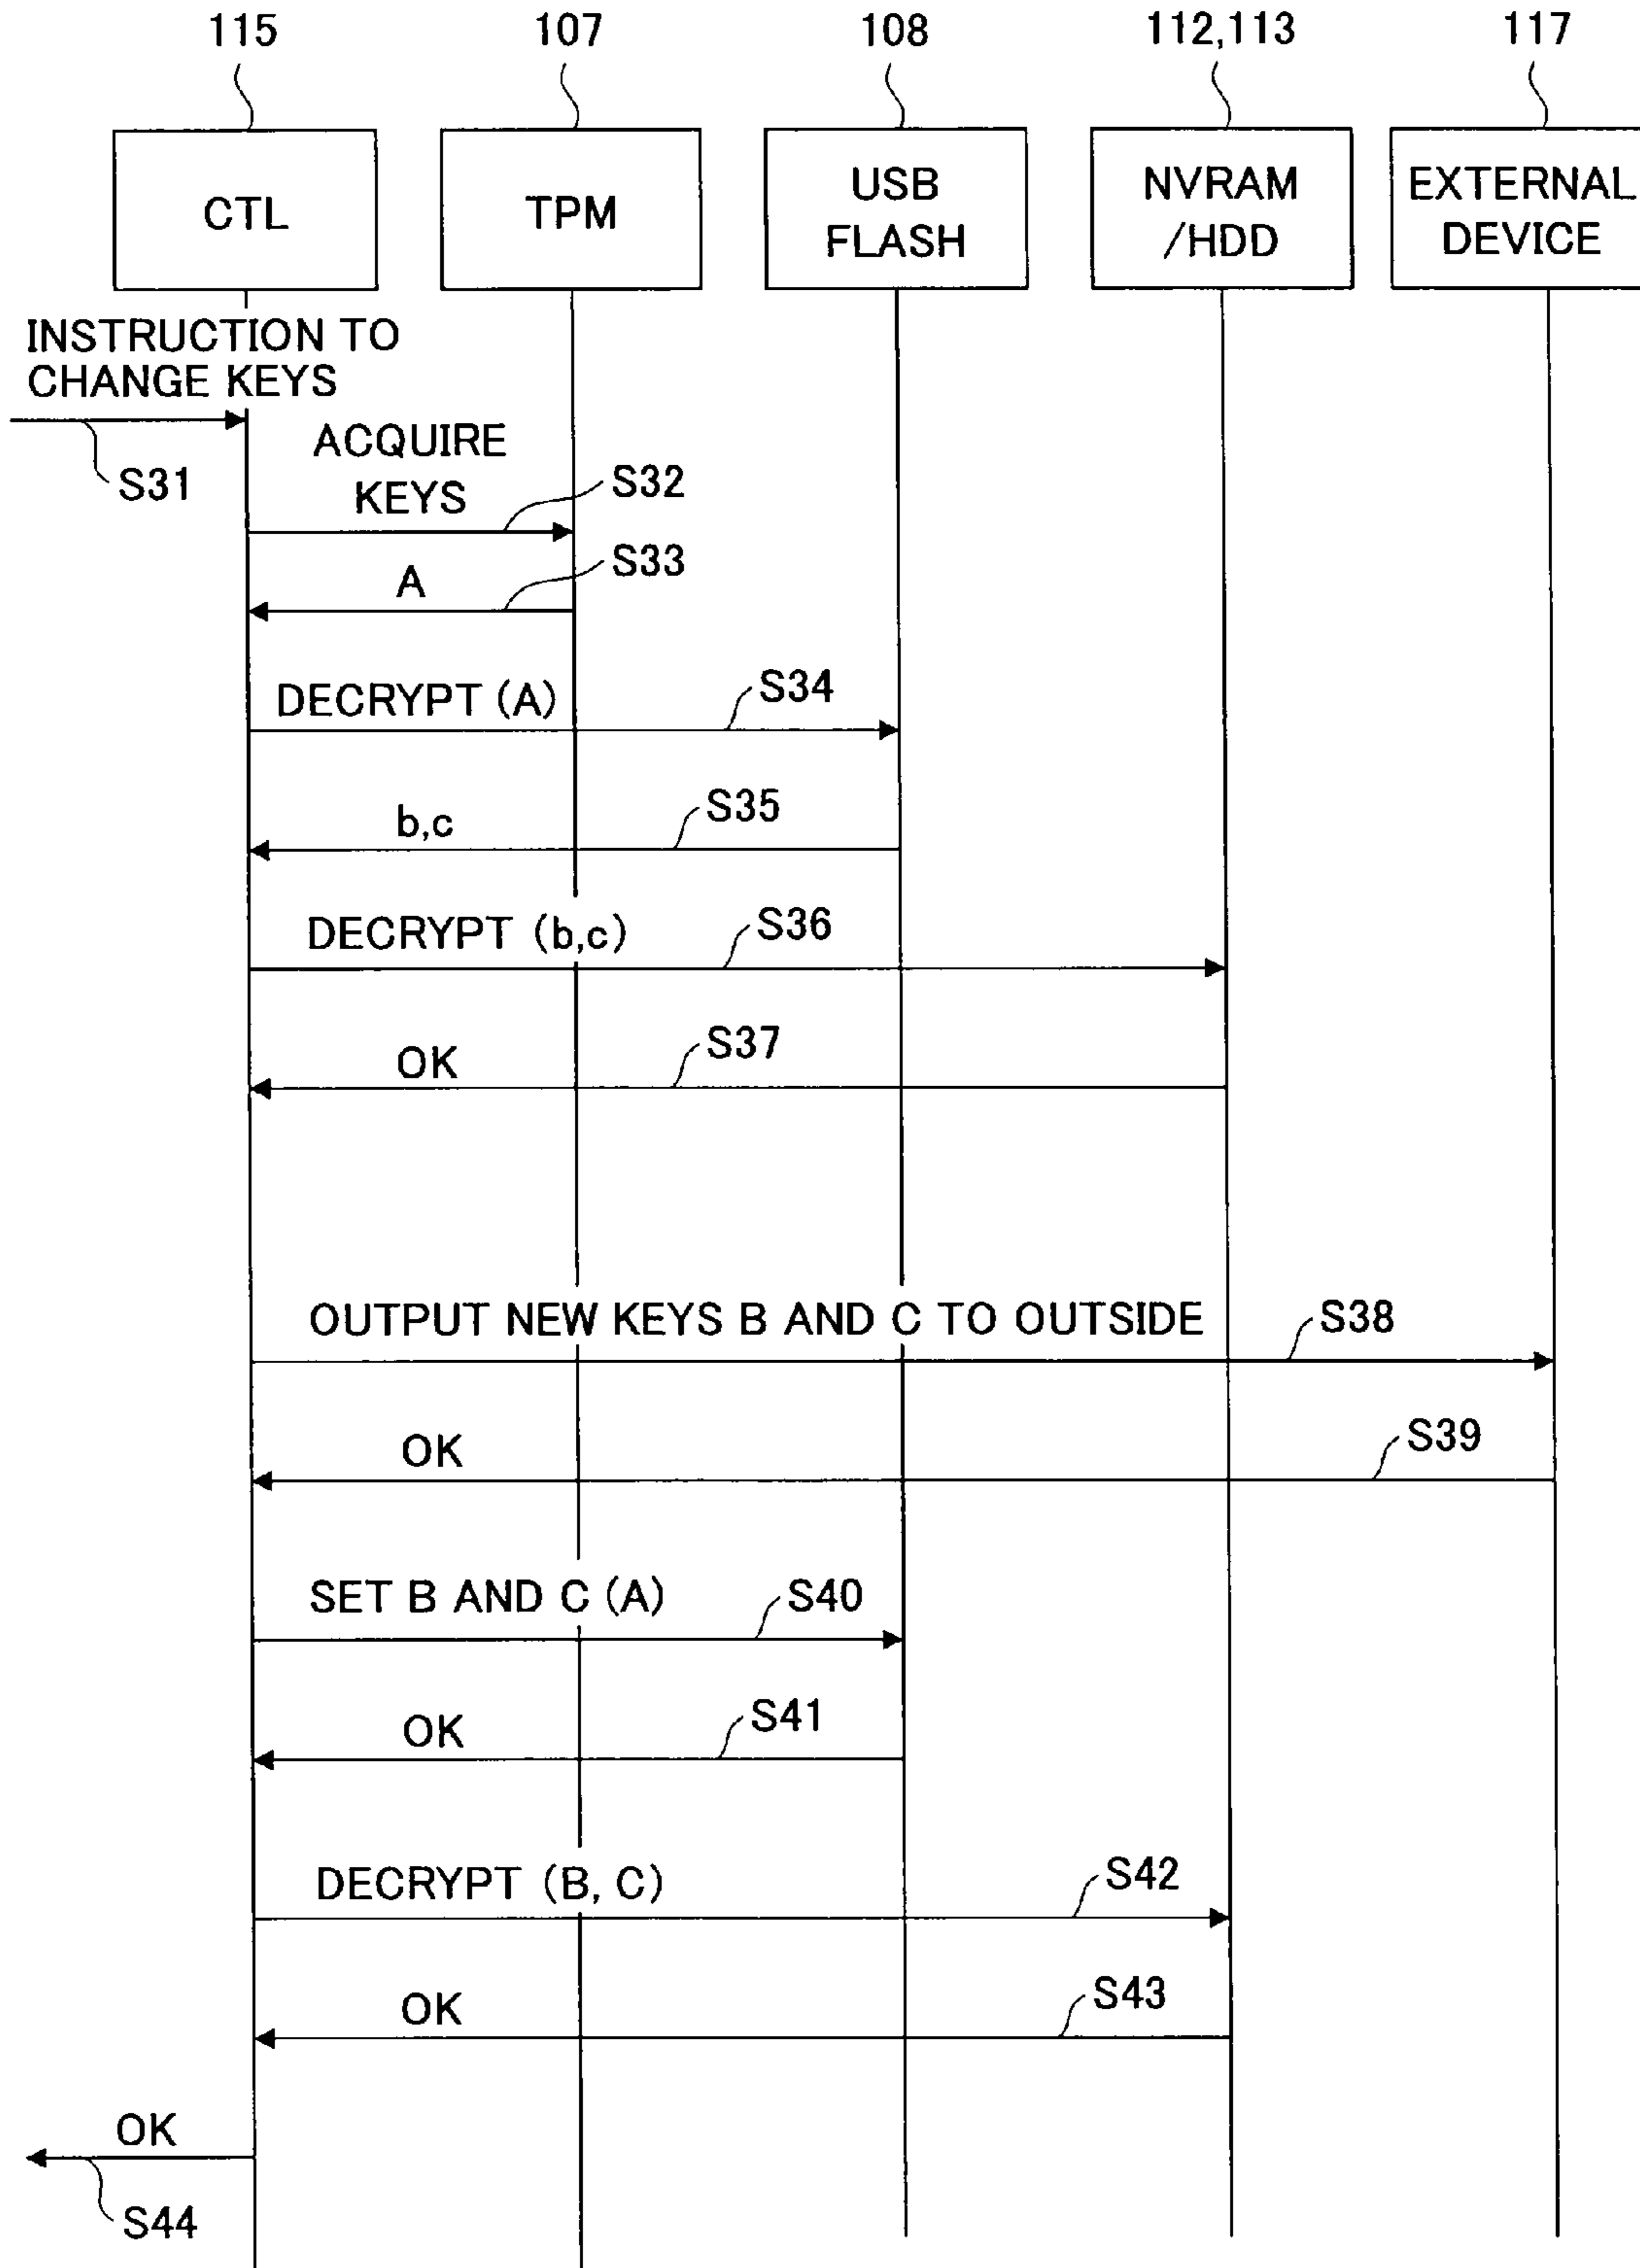 115
107
108
112,113
117
CTL
TPM
USB
FLASH
NVRAM
/HDD
EXTERNAL
DEVICE
INSTRUCTION TO
CHANGE KEYS
S31
ACQUIRE
KEYS
S32
A
S33
DECRYPT (A)
S34
b,c
S35
DECRYPT (b,c)
S36
OK
S37
OUTPUT NEW KEYS B AND C TO OUTSIDE
S38
OK
S39
SET B AND C (A)
S40
OK
S41
DECRYPT (B, C)
S42
OK
S43
OK
S44